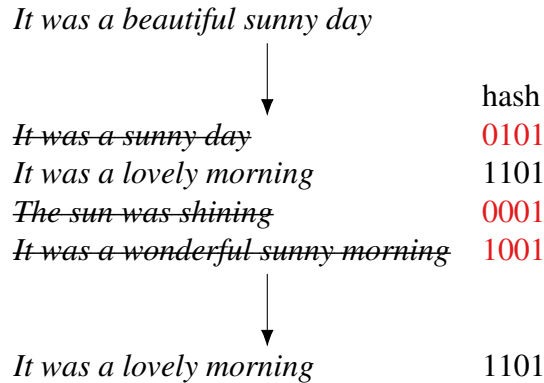 It was a beautiful sunny day
hash
It was a sunny day 0101
It was a lovely morning 1101
The sun was shining 0001
It was a wonderful sunny morning 1001
It was a lovely morning 1101